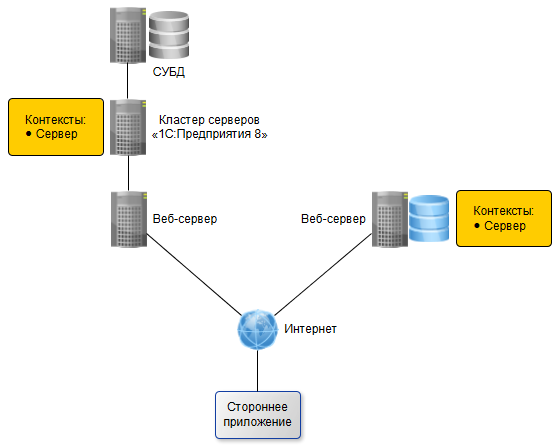 СУБД
Контексты:
● Сервер
Кластер серверов
«1С:Предприятия 8»
Веб-сервер
Веб-сервер
Контексты:
● Сервер
Интернет
Стороннее
приложение